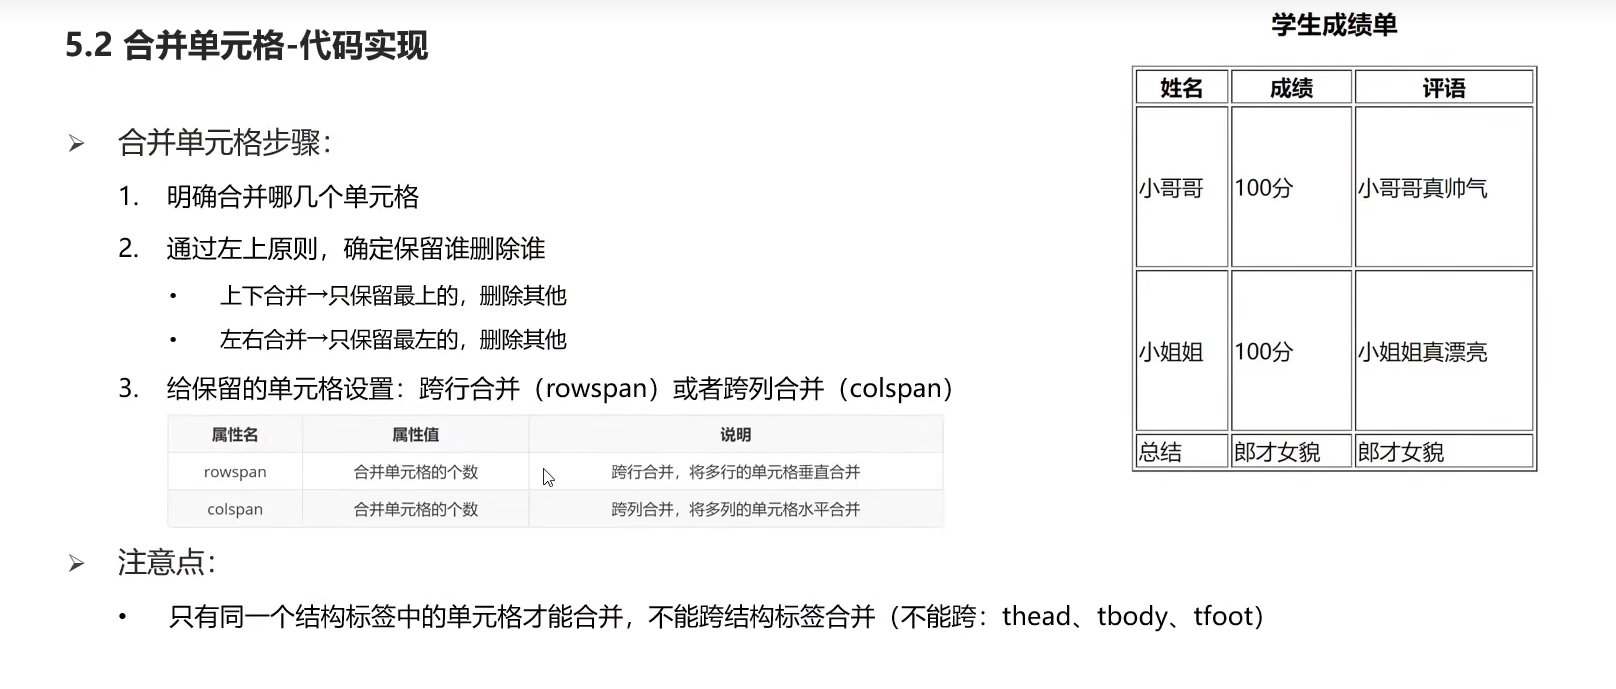 5.2 合并单元格-代码实现
合并单元格步骤：
1. 明确合并哪几个单元格
2. 通过左上原则，确定保留谁删除谁
• 上下合并→只保留最上的，删除其他
• 左右合并→只保留最左的，删除其他
3. 给保留的单元格设置：跨行合并（rowspan）或者跨列合并（colspan）
属性名 属性值 说明
rowspan 合并单元格的个数 跨行合并，将多行的单元格垂直合并
colspan 合并单元格的个数 跨列合并，将多列的单元格水平合并
注意点：
• 只有同一个结构标签中的单元格才能合并，不能跨结构标签合并（不能跨：thead、tbody、tfoot）
学生成绩单
姓名 成绩 评语
小哥哥 100分 小哥哥真帅气
小姐姐 100分 小姐姐真漂亮
总结 郎才女貌 郎才女貌